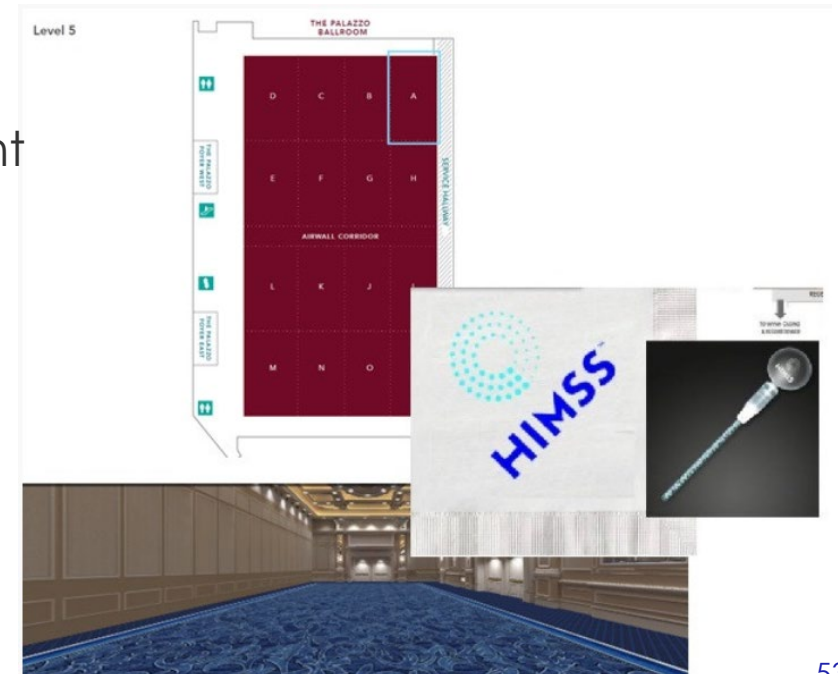 Level 5
THE PALAZZO
BALLROOM
nt
D C B A
THE PALAZZO
FOYER WEST
E F G H
SERVICE HALLWAY
AIRWALL CORRIDOR
L K J
THE PALAZZO
FOYER EAST
M N O
HIMSS™
HIMSS